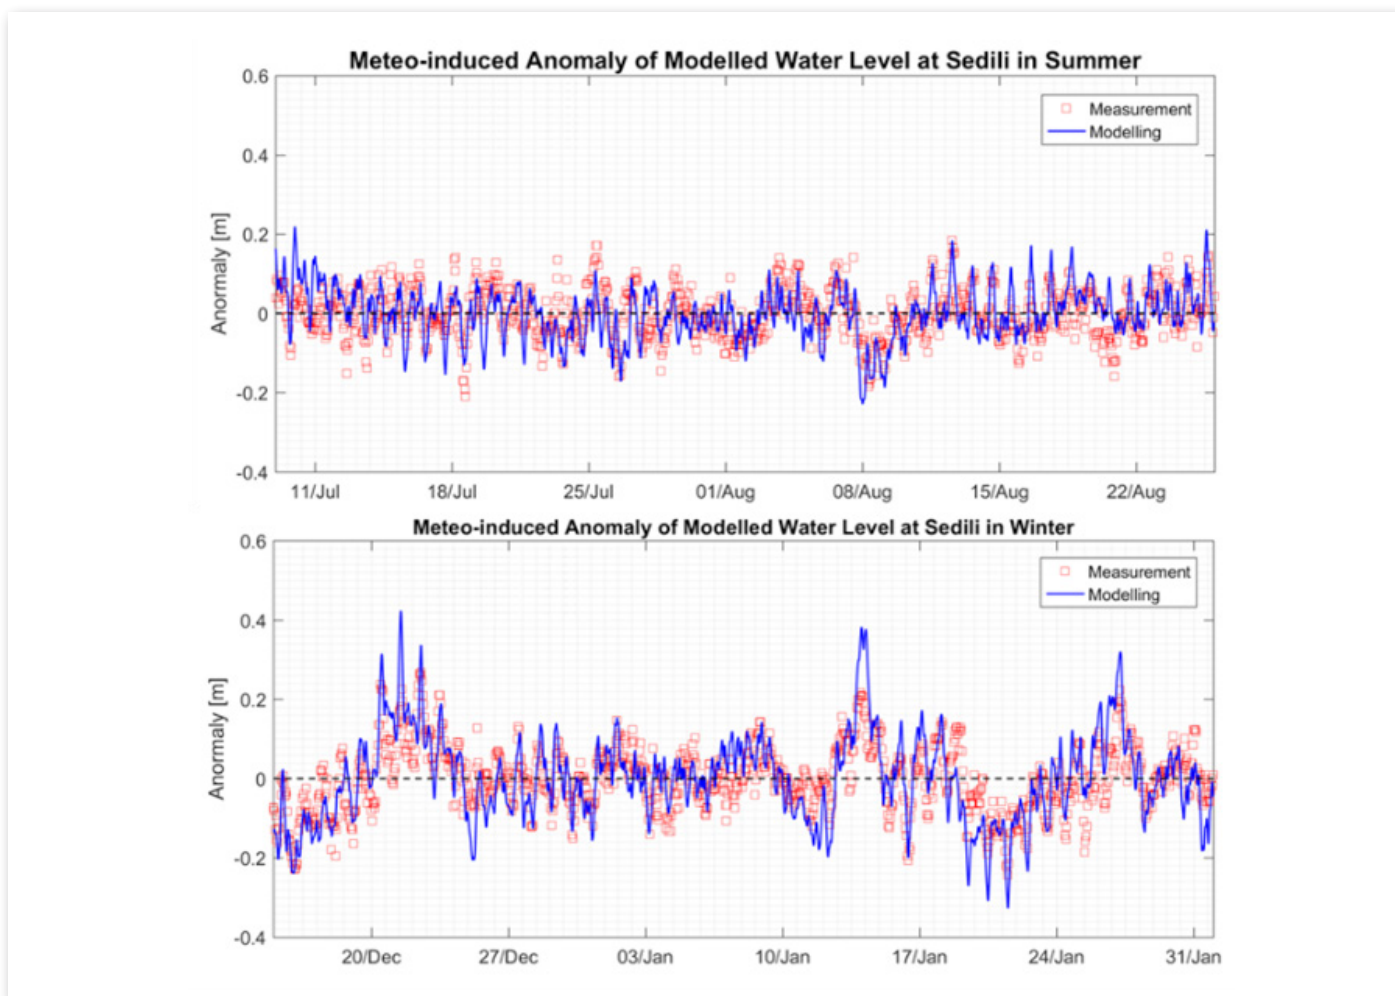 Meteo-induced Anomaly of Modelled Water Level at Sedili in Summer
0.6
0.4
0.2
0
-0.2
-0.4
Anormaly [m]
Measurement
Modelling
11/Jul 18/Jul 25/Jul 01/Aug 08/Aug 15/Aug 22/Aug
Meteo-induced Anomaly of Modelled Water Level at Sedili in Winter
0.6
0.4
0.2
0
-0.2
-0.4
Anormaly [m]
Measurement
Modelling
20/Dec 27/Dec 03/Jan 10/Jan 17/Jan 24/Jan 31/Jan